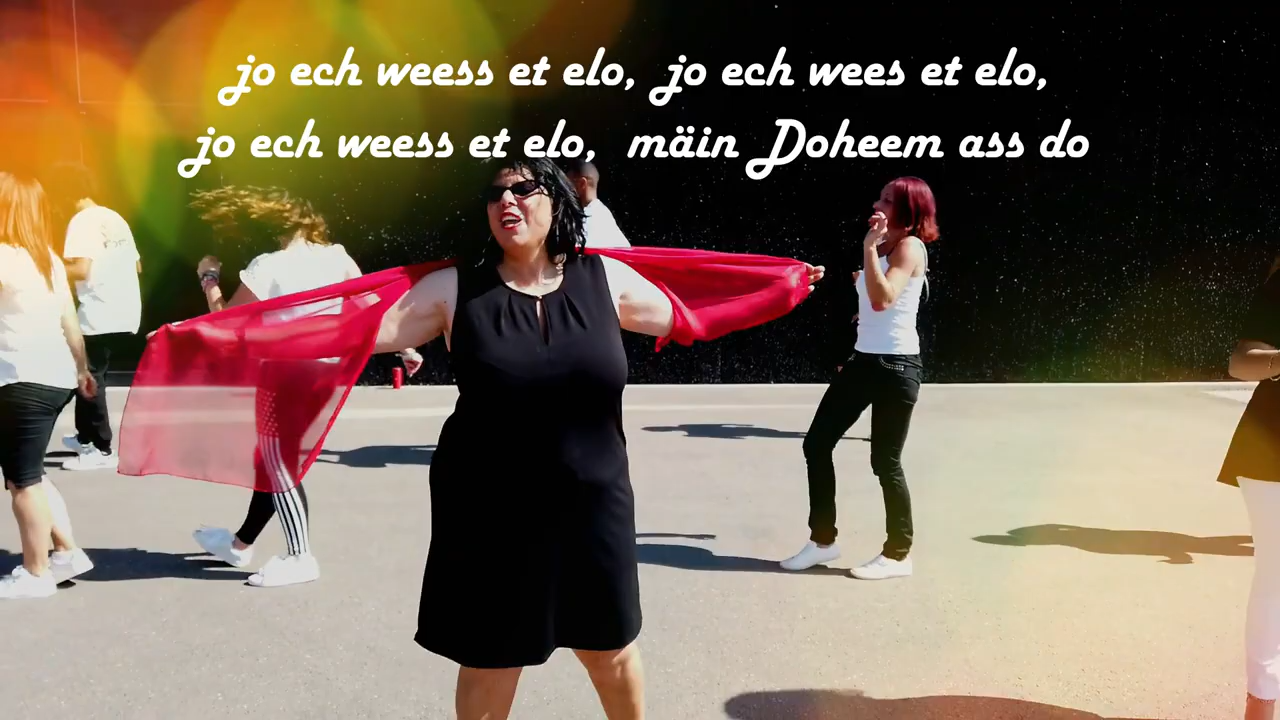 jo ech weess et elo, jo ech wees et elo,
jo ech weess et elo, mäin Doheem ass do